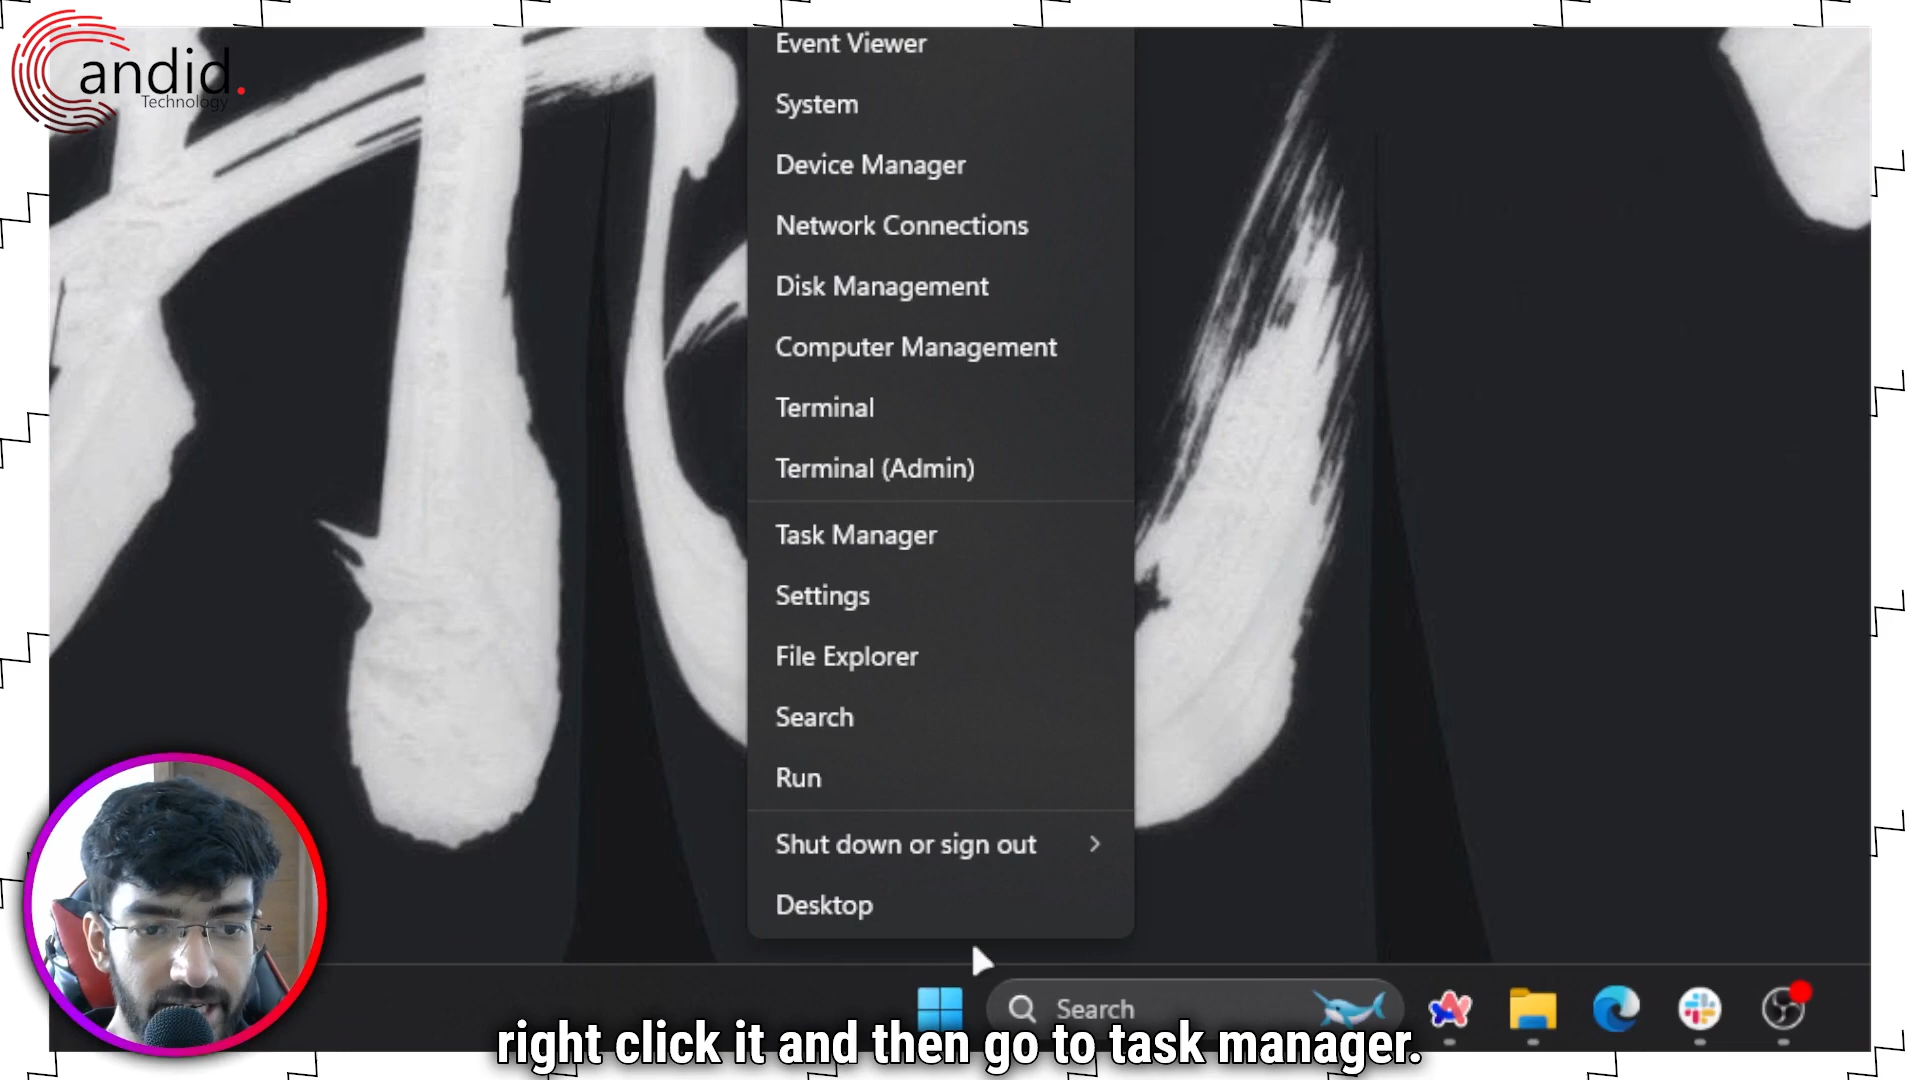 Candid.
Technology
Event Viewer
System
Device Manager
Network Connections
Disk Management
Computer Management
Terminal
Terminal (Admin)
Task Manager
Settings
File Explorer
Search
Run
Shut down or sign out
Desktop
Search
right click it and then go to task manager.